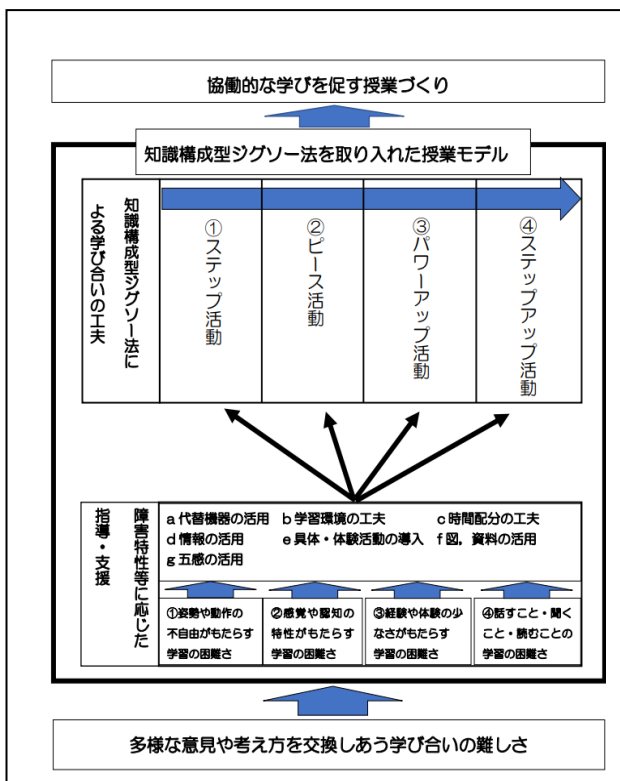 協働的な学びを促す授業づくり
知識構成型ジグソー法を取り入れた授業モデル
知識構成型ジグソー法に
よる学び合いの工夫
①ステップ活動
②ピース活動
③パワーアップ活動
④ステップアップ活動
障害特性等に応じた
指導・支援
a 代替機器の活用 b 学習環境の工夫 c 時間配分の工夫
d 情報の活用 e 具体・体験活動の導入 f 図，資料の活用
g 五感の活用
①姿勢や動作の
不自由がもたらす
学習の困難さ
②感覚や認知の
特性がもたらす
学習の困難さ
③経験や体験の少
なさがもたらす
学習の困難さ
④話すこと・聞く
こと・読むことの
学習の困難さ
多様な意見や考え方を交換しあう学び合いの難しさ